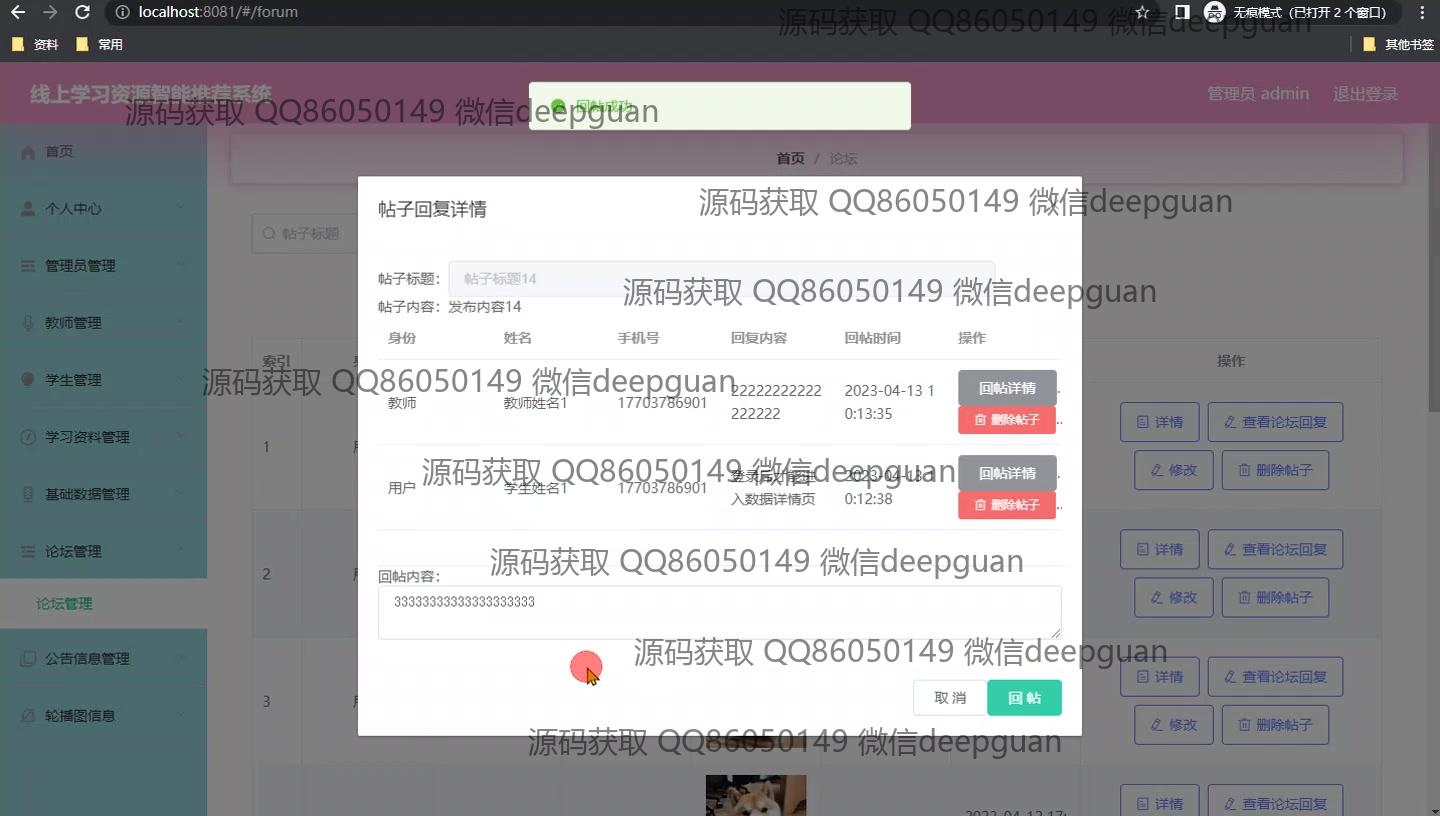 localhost:8081/#/forum
无痕模式（已打开 2 个窗口）
资料
常用
其他书签
线上学习资源智能推荐系统
管理员 admin
退出登录
回帖成功
源码获取 QQ86050149 微信deepguan
源码获取 QQ86050149 微信deepguan
首页
个人中心
管理员管理
教师管理
学生管理
学习资料管理
基础数据管理
论坛管理
论坛管理
公告信息管理
轮播图信息
首页 / 论坛
帖子标题
索引
操作
1
详情
查看论坛回复
修改
删除帖子
2
详情
查看论坛回复
修改
删除帖子
3
详情
查看论坛回复
修改
删除帖子
详情
查看论坛回复
帖子回复详情
源码获取 QQ86050149 微信deepguan
帖子标题：
帖子标题14
源码获取 QQ86050149 微信deepguan
帖子内容：发布内容14
身份 姓名 手机号 回复内容 回帖时间 操作
源码获取 QQ86050149 微信deepguan
教师 教师姓名1 17703786901
22222222222
222222
2023-04-13 1
0:13:35
回帖详情
删除帖子
源码获取 QQ86050149 微信deepguan
用户 学生姓名1 17703786901
登录后才能进
入数据详情页
2023-04-13 1
0:12:38
回帖详情
删除帖子
源码获取 QQ86050149 微信deepguan
回帖内容：
33333333333333333333
源码获取 QQ86050149 微信deepguan
取 消
回 帖
源码获取 QQ86050149 微信deepguan